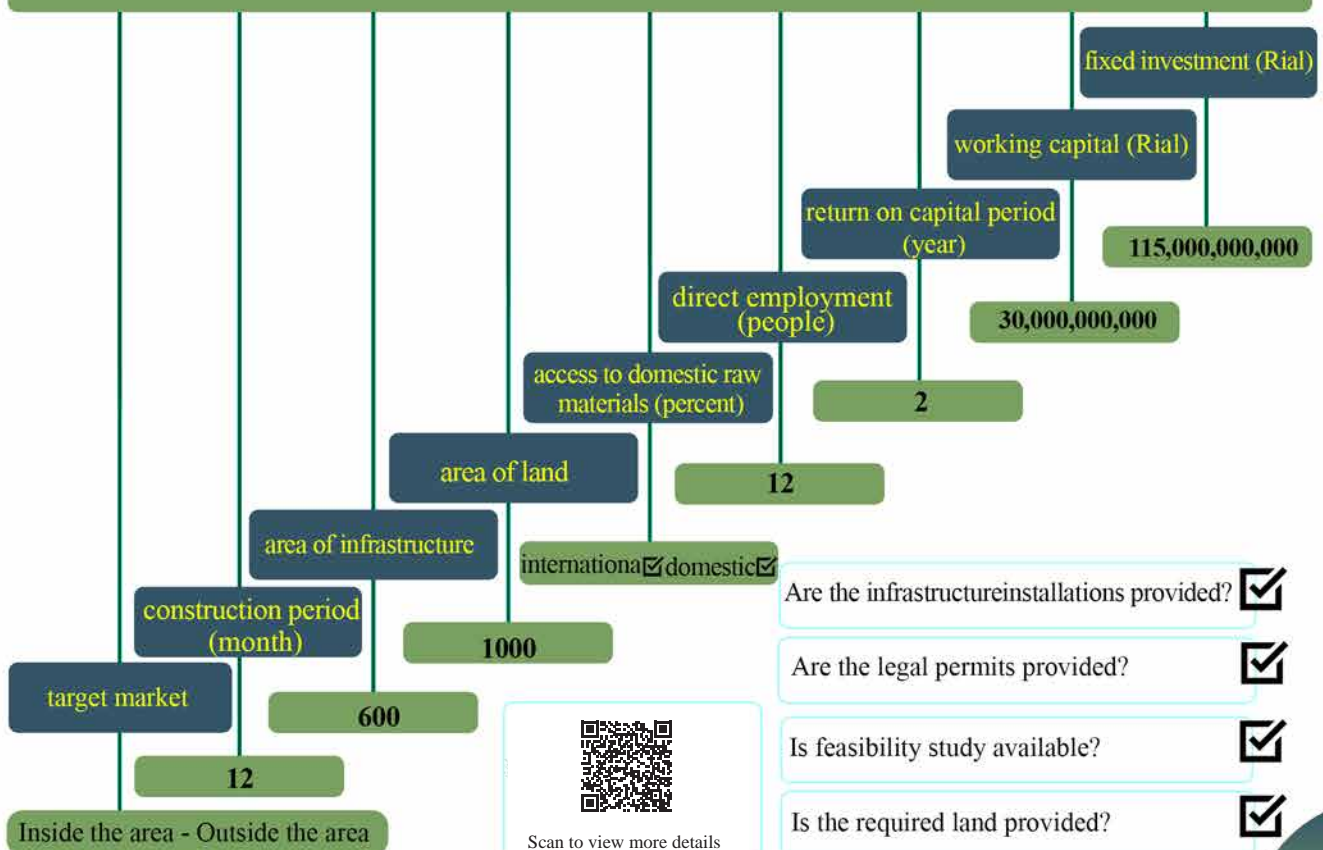 fixed investment (Rial)
115,000,000,000
working capital (Rial)
30,000,000,000
return on capital period
(year)
2
direct employment
(people)
12
access to domestic raw
materials (percent)
internationa domestic
area of land
1000
area of infrastructure
600
construction period
(month)
12
target market
Inside the area - Outside the area
Scan to view more details
Are the infrastructureinstallations provided?
Are the legal permits provided?
Is feasibility study available?
Is the required land provided?